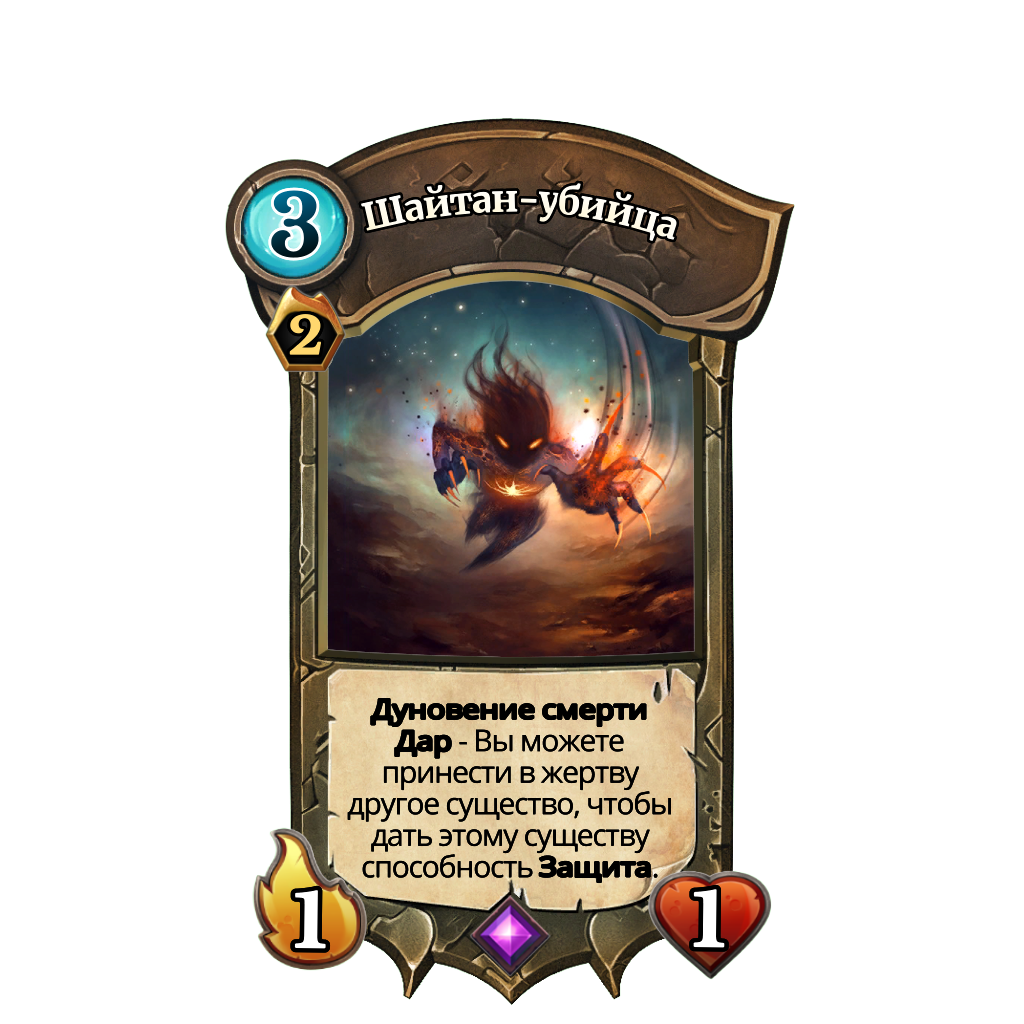 3
Шайтан-убийца
2
Дуновение смерти
Дар - Вы можете
принести в жертву
другое существо, чтобы
дать этому существу
способность Защита.
1
1